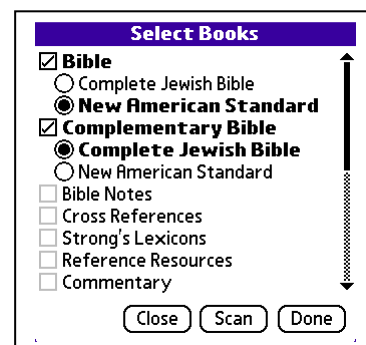 Select Books
Bible
Complete Jewish Bible
New American Standard
Complementary Bible
Complete Jewish Bible
New American Standard
Bible Notes
Cross References
Strong's Lexicons
Reference Resources
Commentary
Close Scan Done